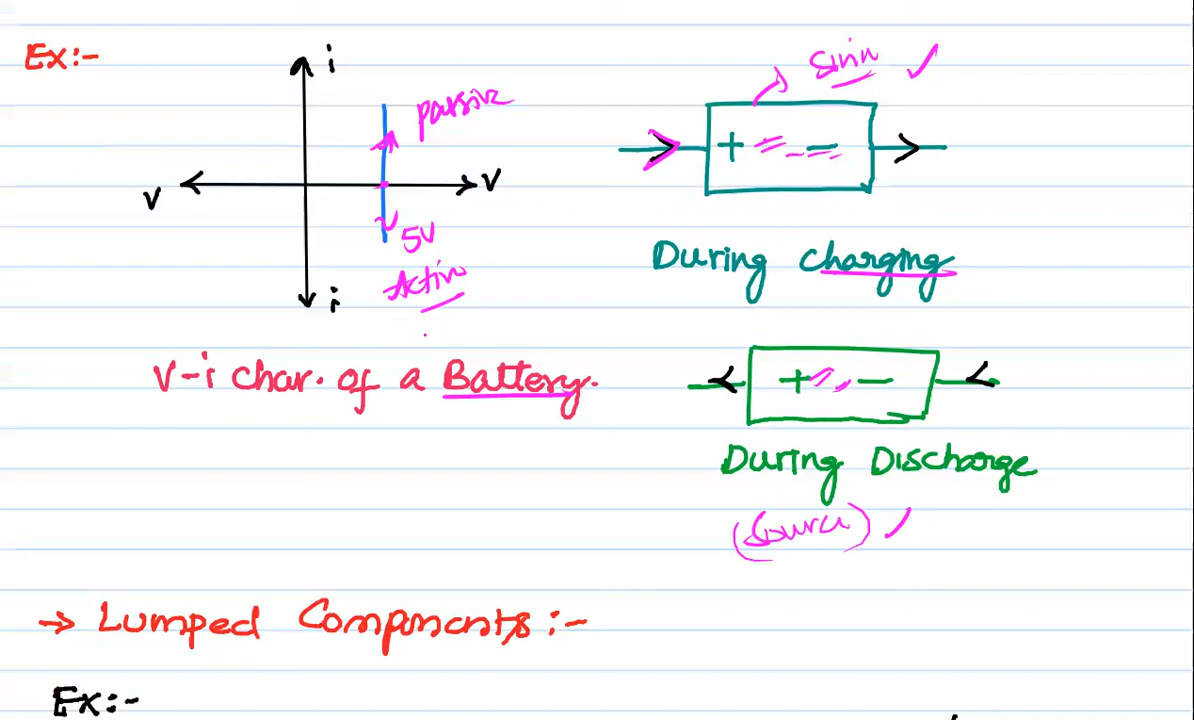 Ex:-
i
passive
v
v
5V
Active
i
v-i char. of a Battery.
sink
+ -
During charging
+ -
During Discharge
(source)
→ Lumped Components:-
Ex:-